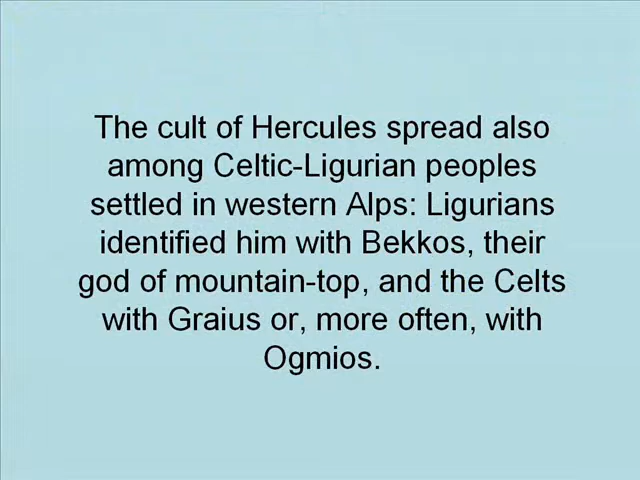 The cult of Hercules spread also
among Celtic-Ligurian peoples
settled in western Alps: Ligurians
identified him with Bekkos, their
god of mountain-top, and the Celts
with Graius or, more often, with
Ogmios.